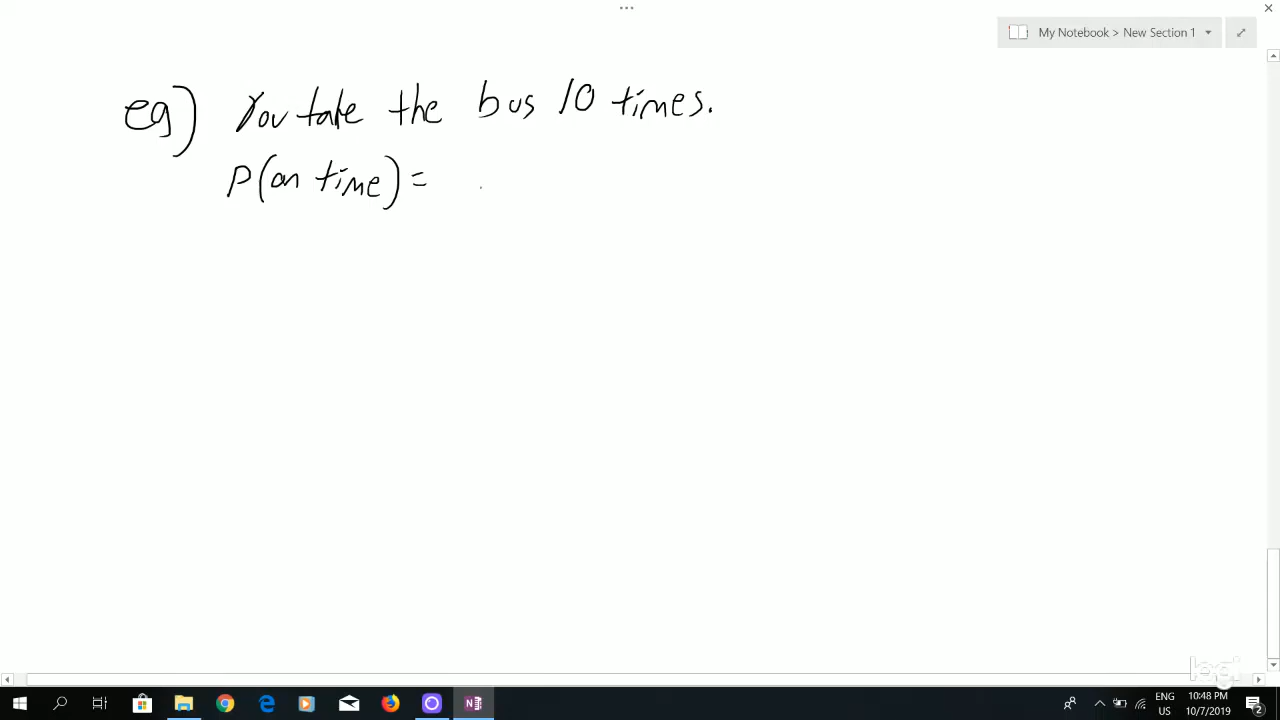 My Notebook > New Section 1
eg) You take the bus 10 times.
P(on time) =
ENG
US
10:48 PM
10/7/2019
2